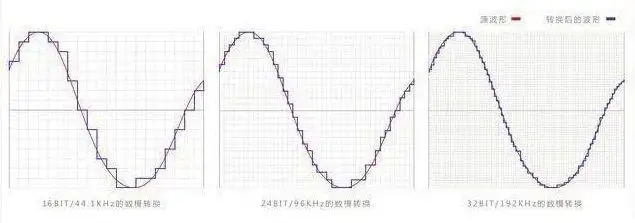 源波形 转换后的波形
16BIT/44.1KHz的数模转换
24BIT/96KHz的数模转换
32BIT/192KHz的数模转换